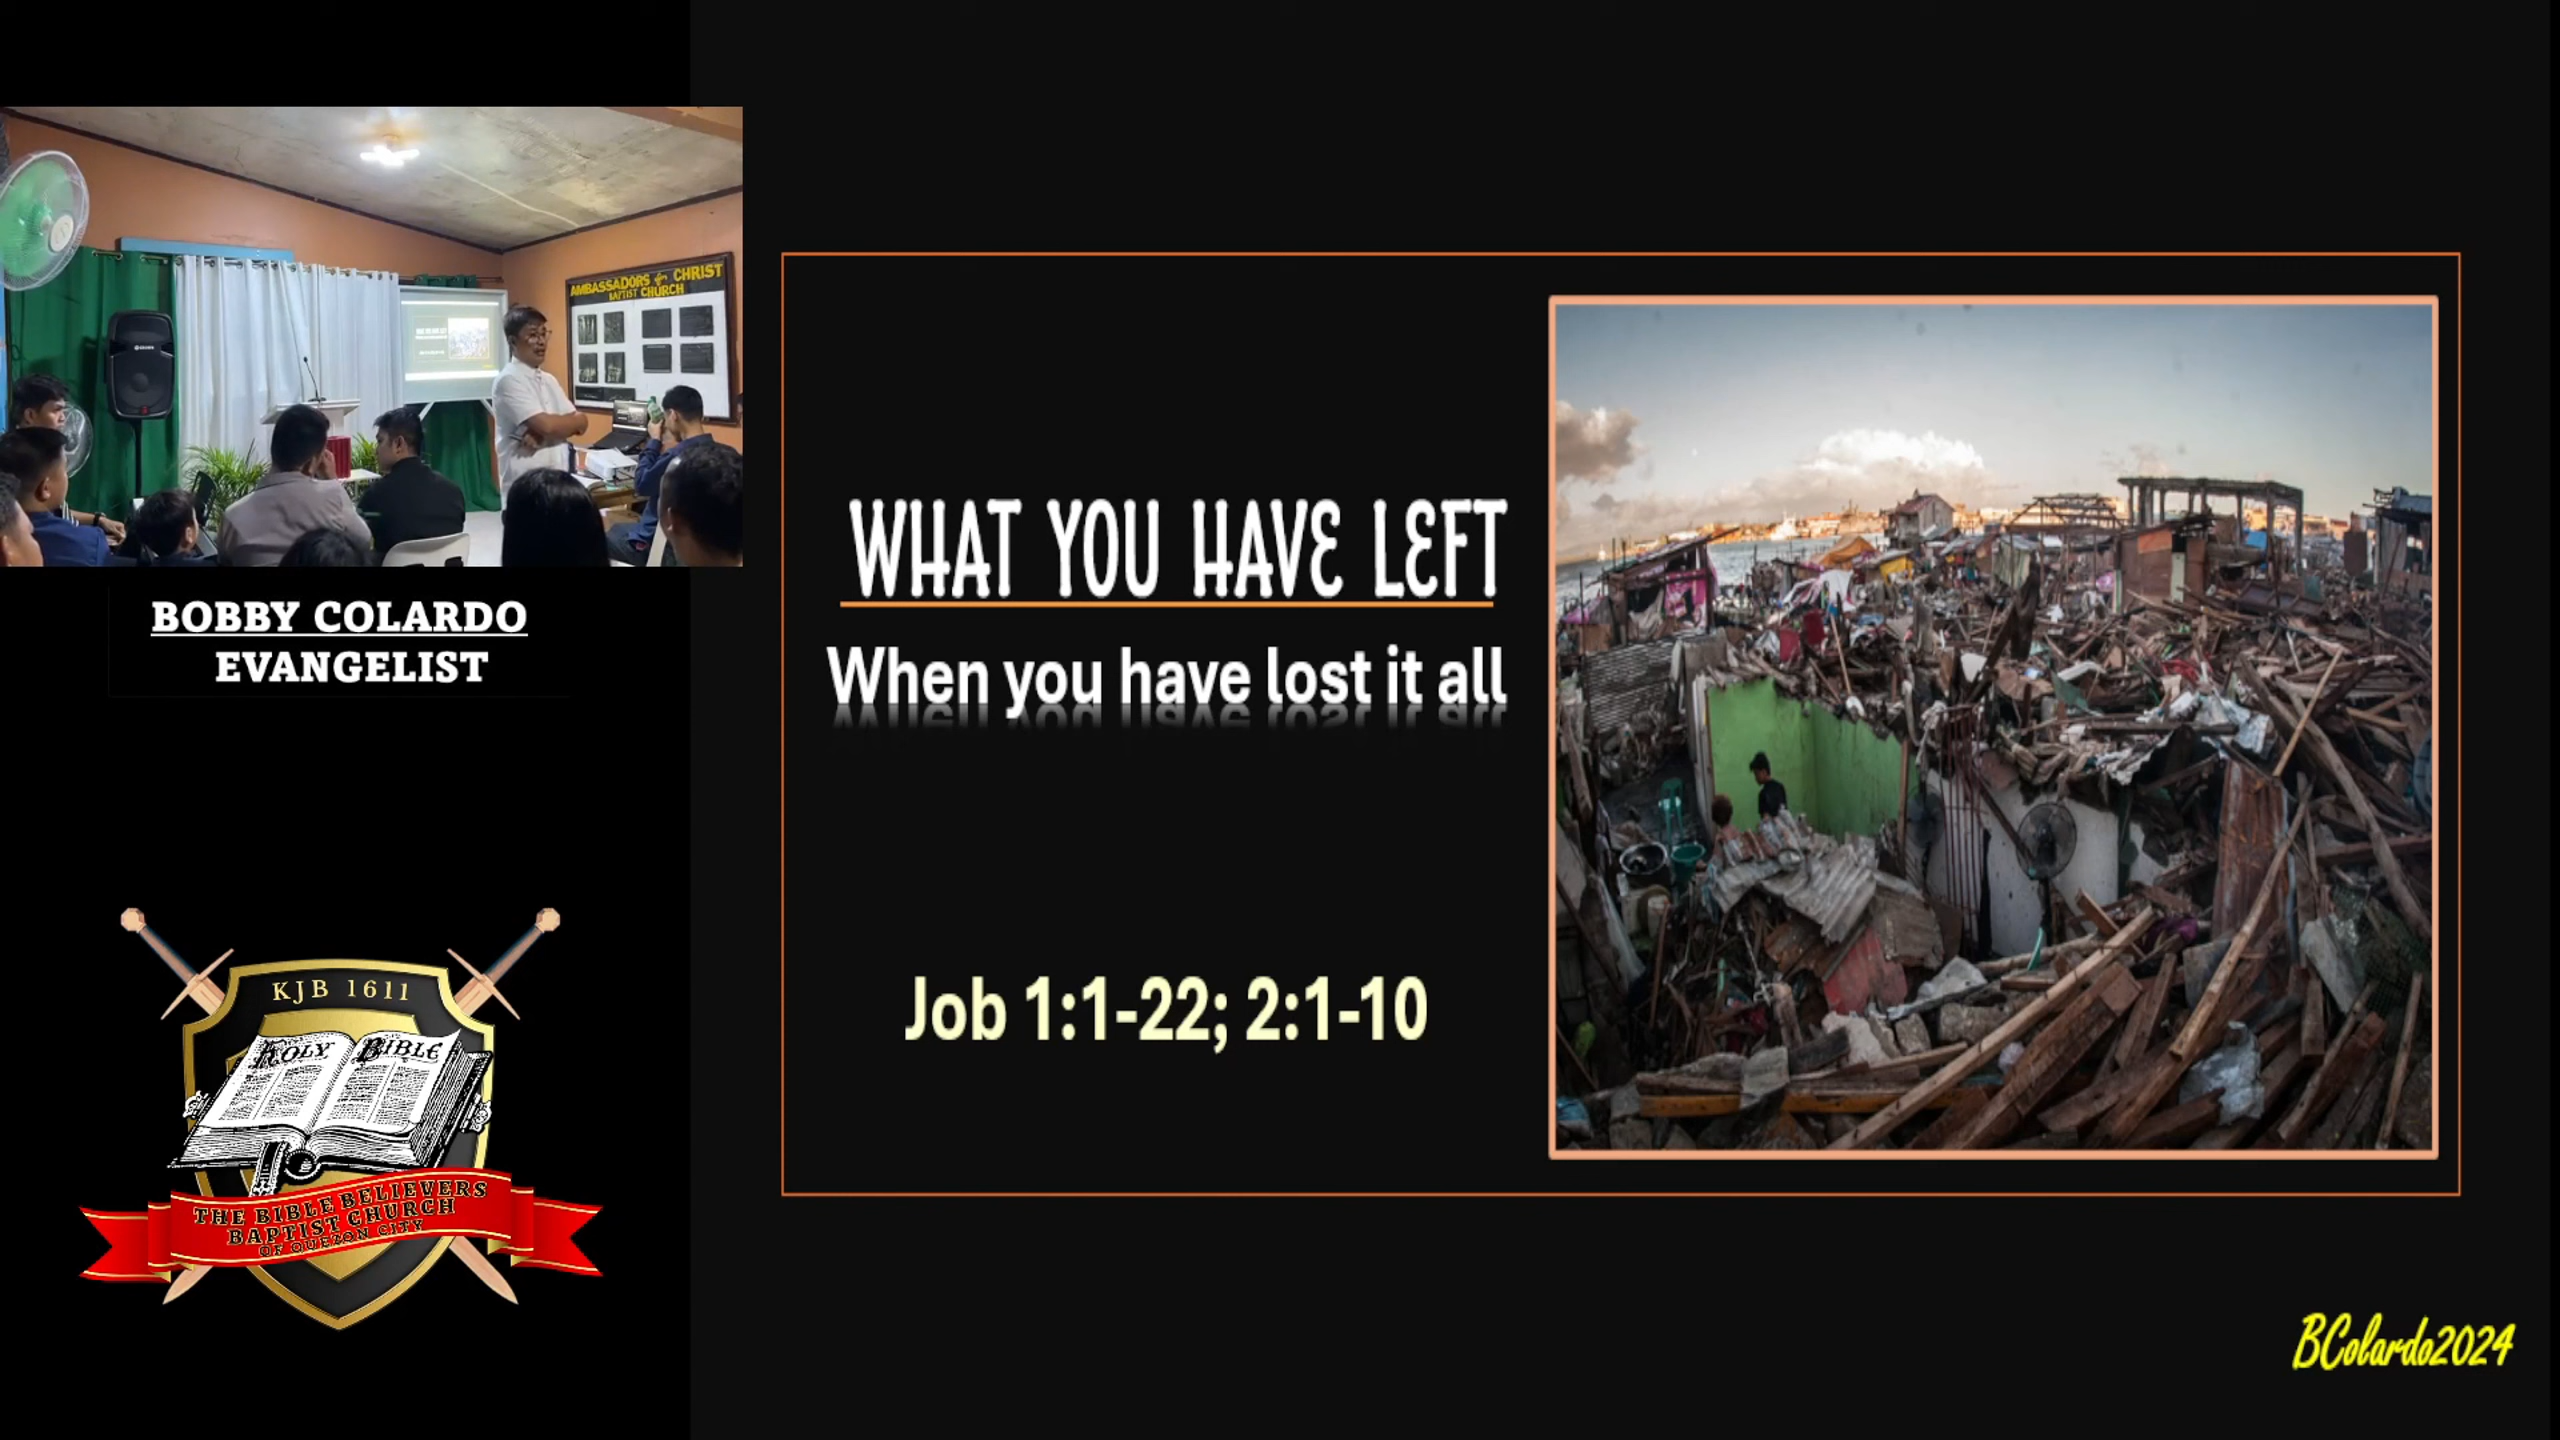 AMBASSADORS for CHRIST
BAPTIST CHURCH
BOBBY COLARDO
EVANGELIST
KJB 1611
HOLY BIBLE
THE BIBLE BELIEVERS
BAPTIST CHURCH
OF QUEZON CITY
WHAT YOU HAVE LEFT
When you have lost it all
Job 1:1-22; 2:1-10
BColardo2024